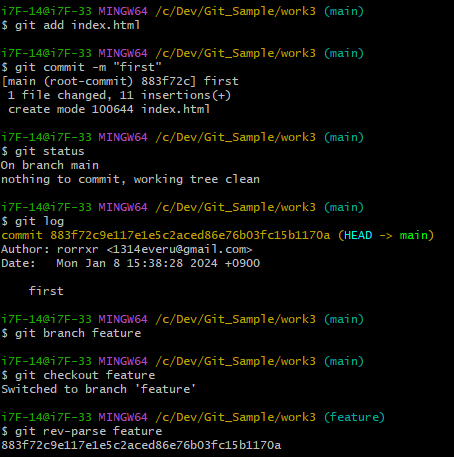 i7F-14@i7F-33 MINGW64 /c/Dev/Git_Sample/work3 (main)
$ git add index.html
i7F-14@i7F-33 MINGW64 /c/Dev/Git_Sample/work3 (main)
$ git commit -m "first"
[main (root-commit) 883f72c] first
 1 file changed, 11 insertions(+)
 create mode 100644 index.html
i7F-14@i7F-33 MINGW64 /c/Dev/Git_Sample/work3 (main)
$ git status
On branch main
nothing to commit, working tree clean
i7F-14@i7F-33 MINGW64 /c/Dev/Git_Sample/work3 (main)
$ git log
commit 883f72c9e117e1e5c2aced86e76b03fc15b1170a (HEAD -> main)
Author: rorrxr <1314everu@gmail.com>
Date:   Mon Jan 8 15:38:28 2024 +0900
    first
i7F-14@i7F-33 MINGW64 /c/Dev/Git_Sample/work3 (main)
$ git branch feature
i7F-14@i7F-33 MINGW64 /c/Dev/Git_Sample/work3 (main)
$ git checkout feature
Switched to branch 'feature'
i7F-14@i7F-33 MINGW64 /c/Dev/Git_Sample/work3 (feature)
$ git rev-parse feature
883f72c9e117e1e5c2aced86e76b03fc15b1170a